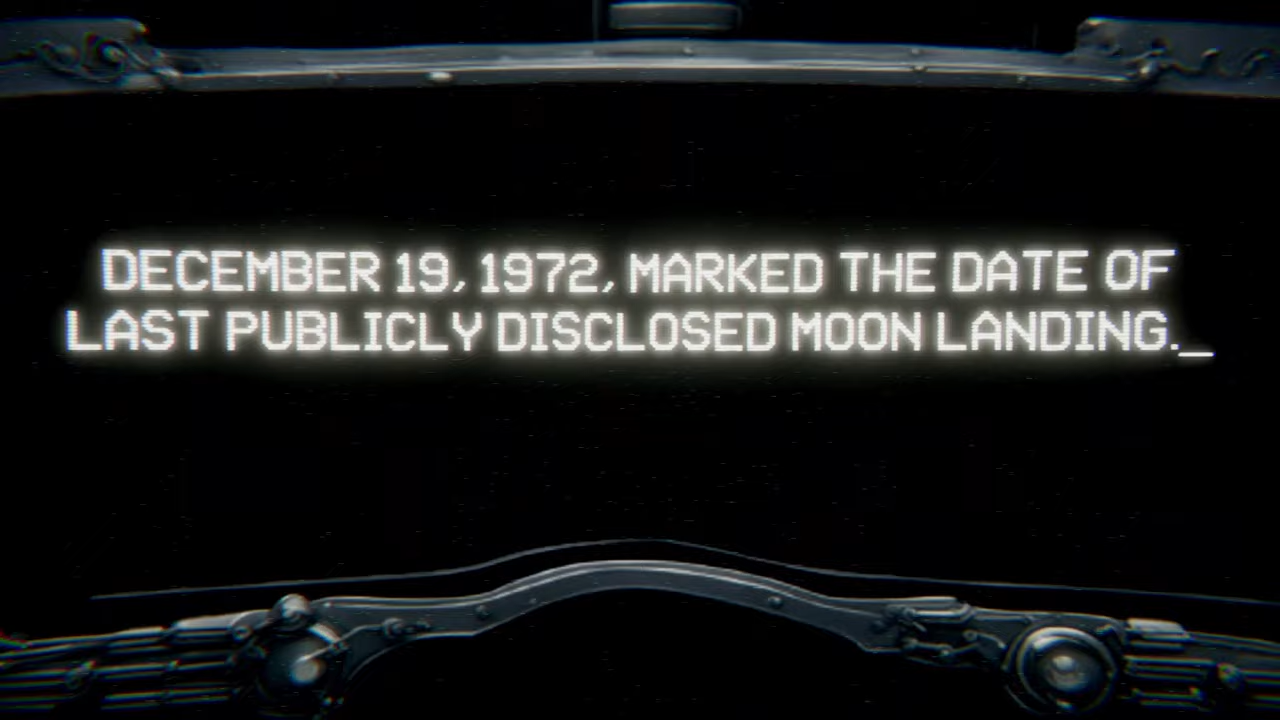 DECEMBER 19, 1972, MARKED THE DATE OF
LAST PUBLICLY DISCLOSED MOON LANDING._